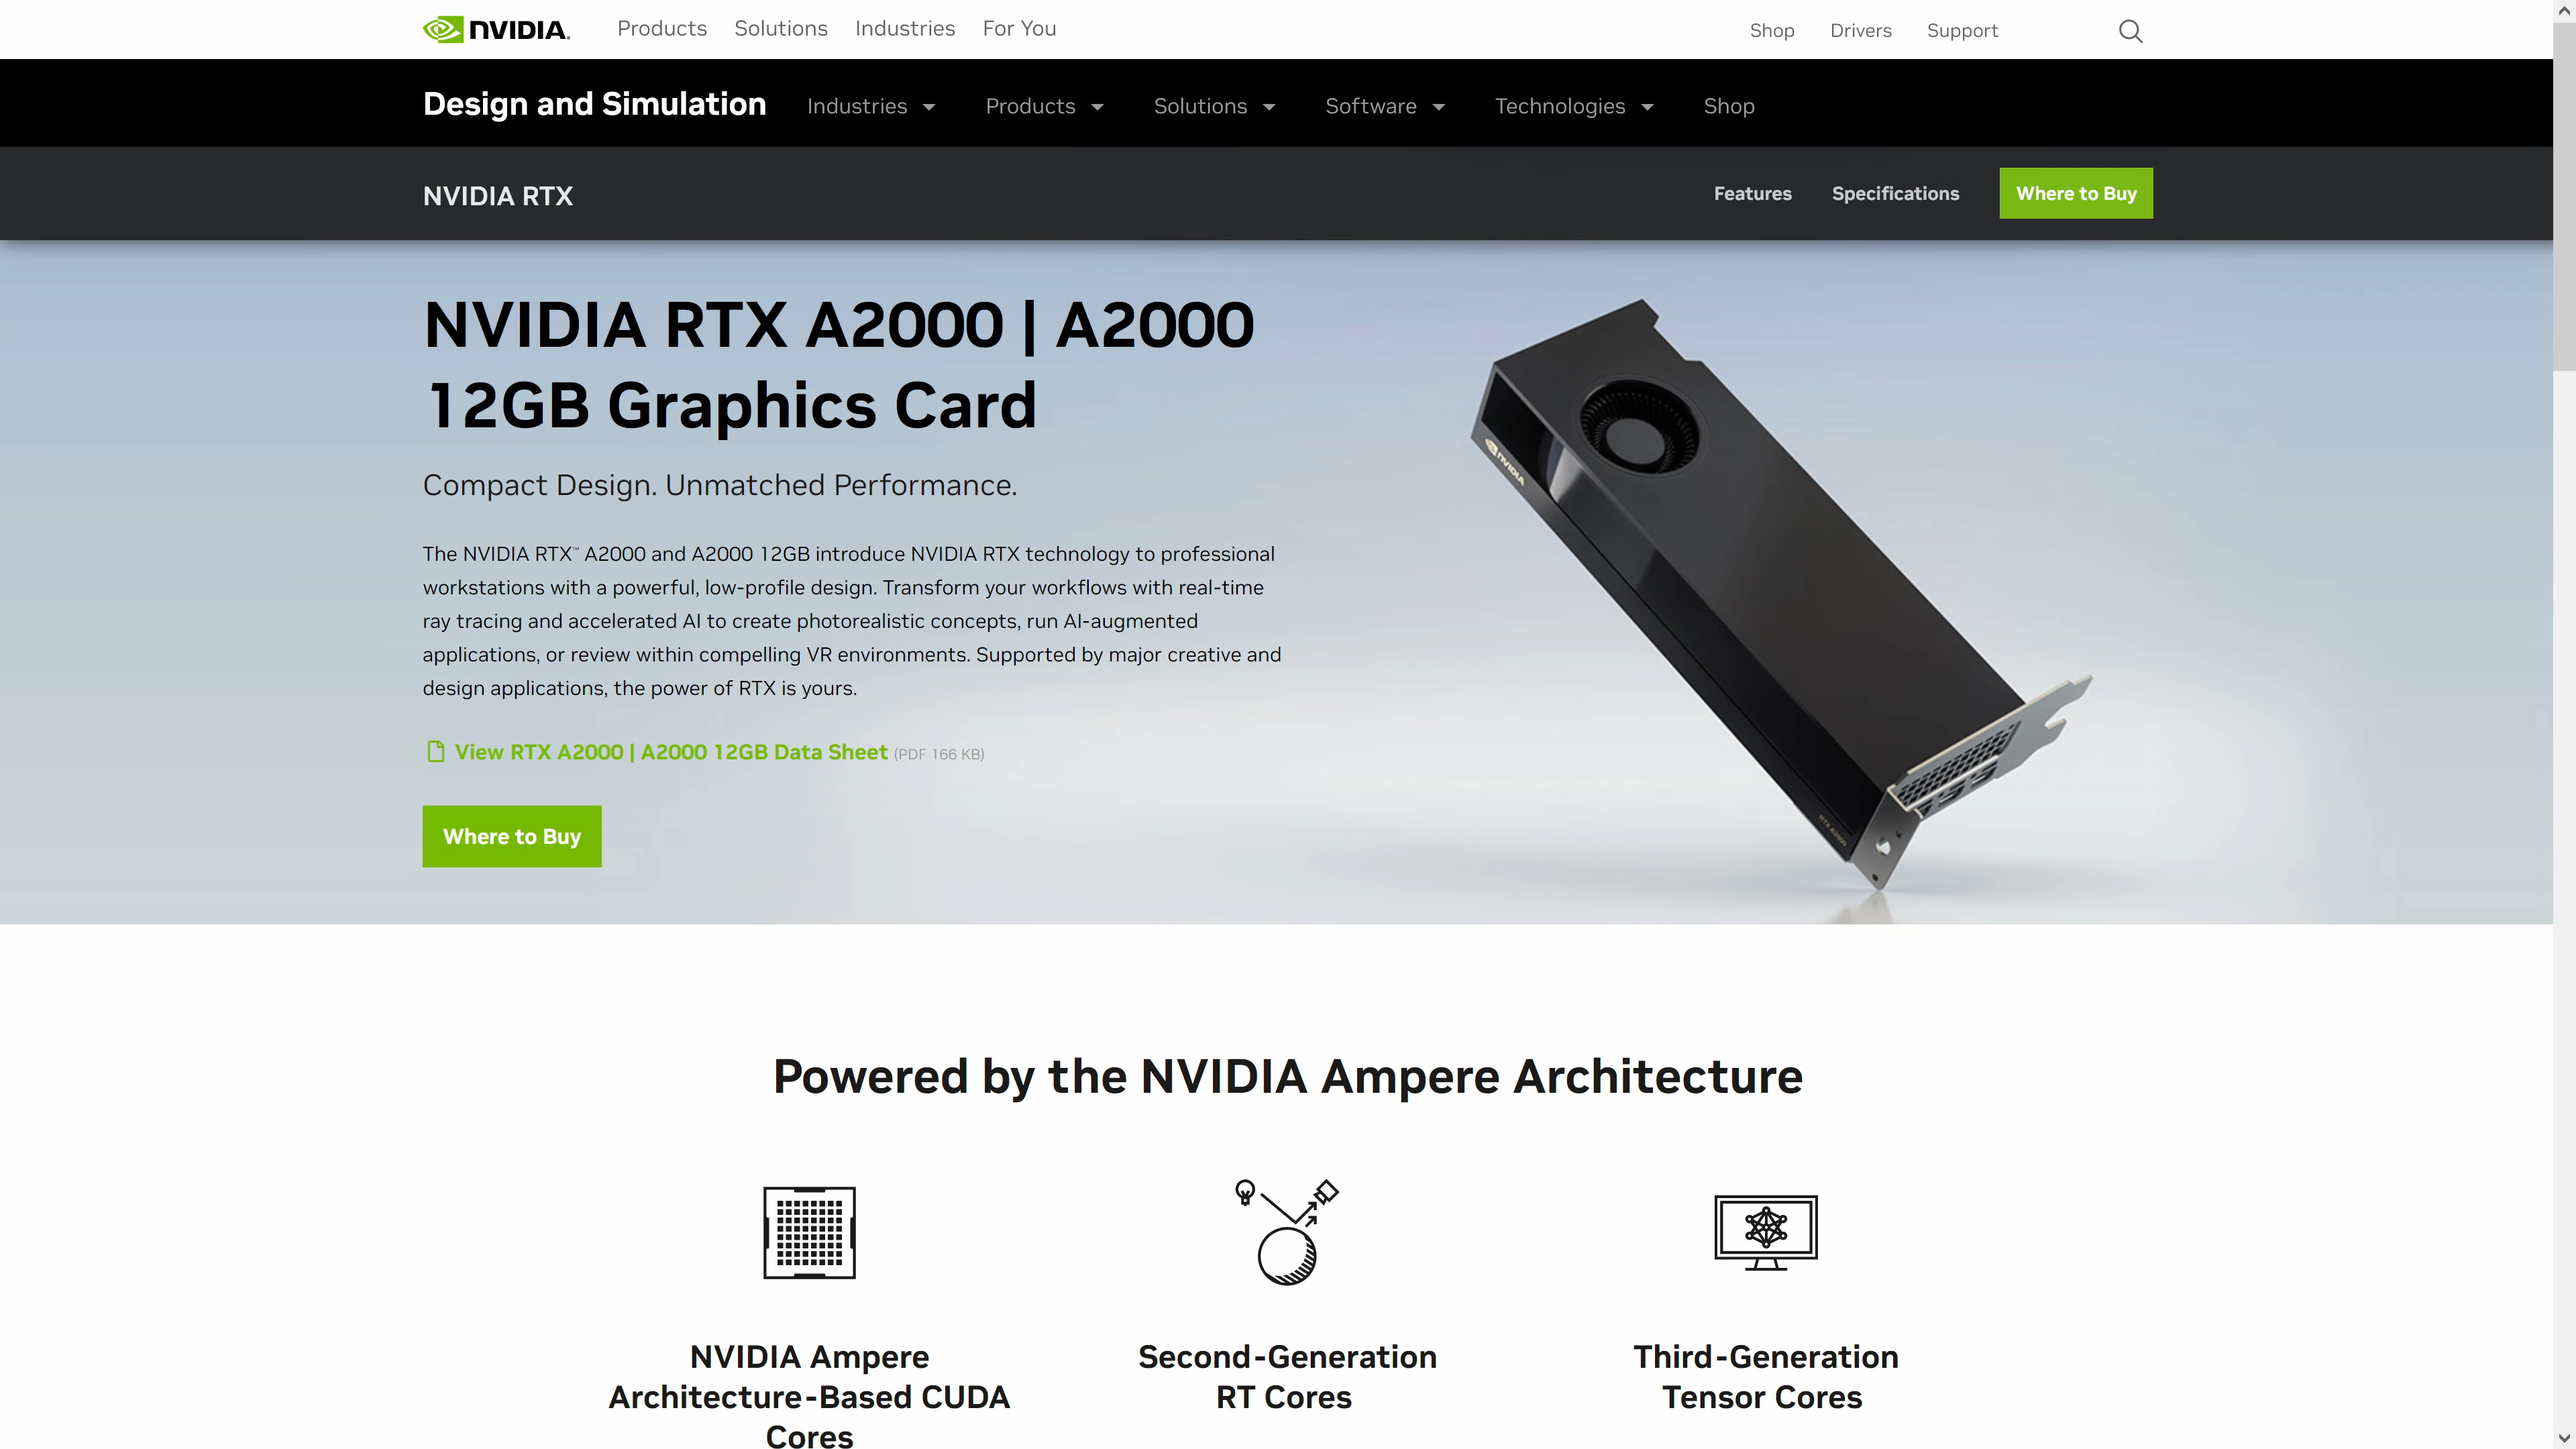 NVIDIA.
Products Solutions Industries For You
Shop Drivers Support
Design and Simulation Industries Products Solutions Software Technologies Shop
NVIDIA RTX
Features Specifications Where to Buy
NVIDIA RTX A2000 | A2000
12GB Graphics Card
Compact Design. Unmatched Performance.
The NVIDIA RTX™ A2000 and A2000 12GB introduce NVIDIA RTX technology to professional
workstations with a powerful, low-profile design. Transform your workflows with real-time
ray tracing and accelerated AI to create photorealistic concepts, run AI-augmented
applications, or review within compelling VR environments. Supported by major creative and
design applications, the power of RTX is yours.
View RTX A2000 | A2000 12GB Data Sheet (PDF 166 KB)
Where to Buy
NVIDIA
RTX A2000
Powered by the NVIDIA Ampere Architecture
NVIDIA Ampere
Architecture-Based CUDA
Cores
Second-Generation
RT Cores
Third-Generation
Tensor Cores